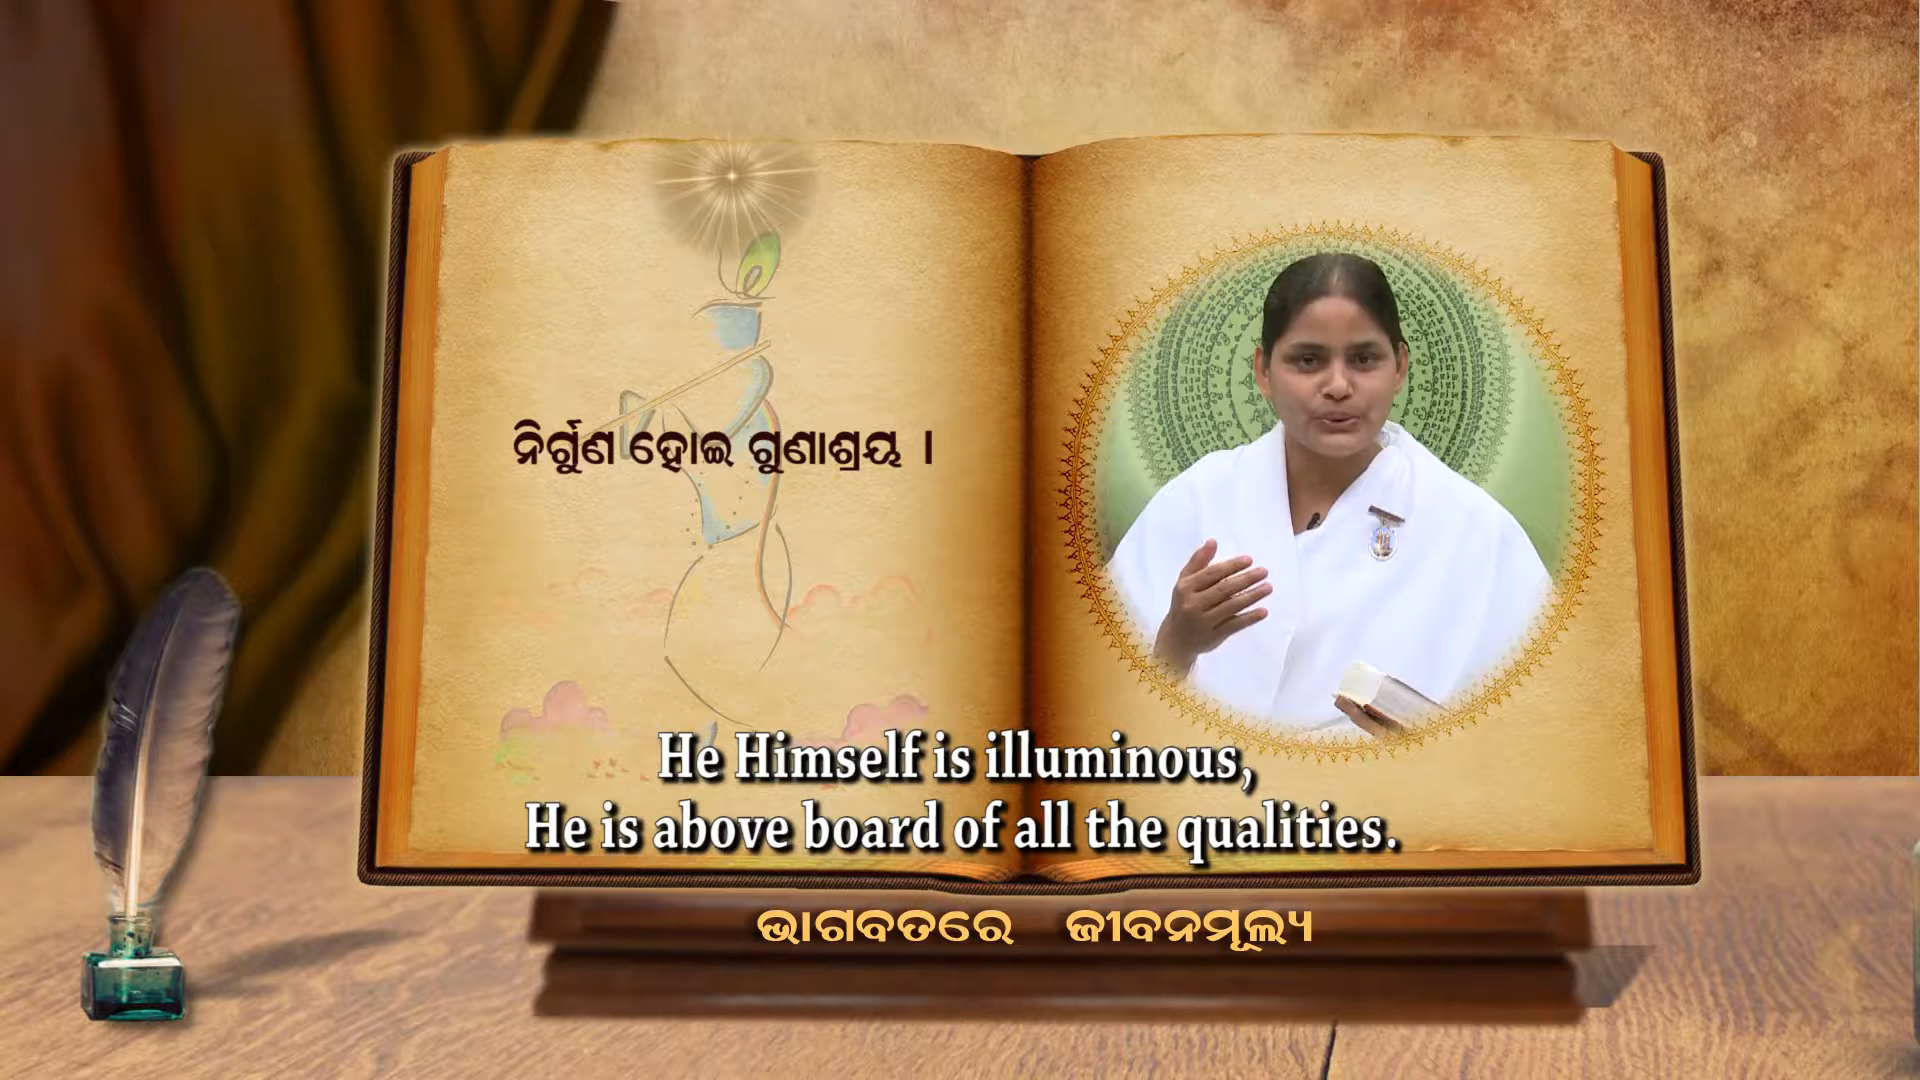 ନିର୍ଗୁଣ ହୋଇ ଗୁଣାଶ୍ରୟ ।
He Himself is illuminous,
He is above board of all the qualities.
ଭାଗବତରେ ଜୀବନମୂଲ୍ୟ